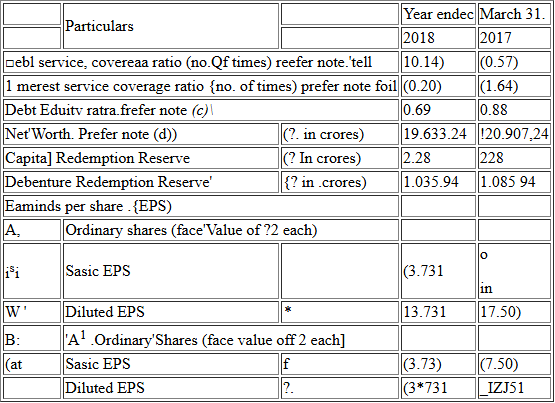 Particulars Year endec March 31.
2018 2017
□ebl service, covereaa ratio (no.Qf times) reefer note.'tell 10.14) (0.57)
1 merest service coverage ratio {no. of times) prefer note foil (0.20) (1.64)
Debt Eduitv ratra.frefer note (c)\ 0.69 0.88
Net'Worth. Prefer note (d)) (?. in crores) 19.633.24 !20.907,24
Capita] Redemption Reserve (? In crores) 2.28 228
Debenture Redemption Reserve' {? in .crores) 1.035.94 1.085 94
Eaminds per share .{EPS)
A, Ordinary shares (face'Value of ?2 each)
i^s i Sasic EPS (3.731 o
in
W ' Diluted EPS * 13.731 17.50)
B: 'A^1 .Ordinary'Shares (face value off 2 each]
(at Sasic EPS f (3.73) (7.50)
Diluted EPS ?. (3*731 _IZJ51